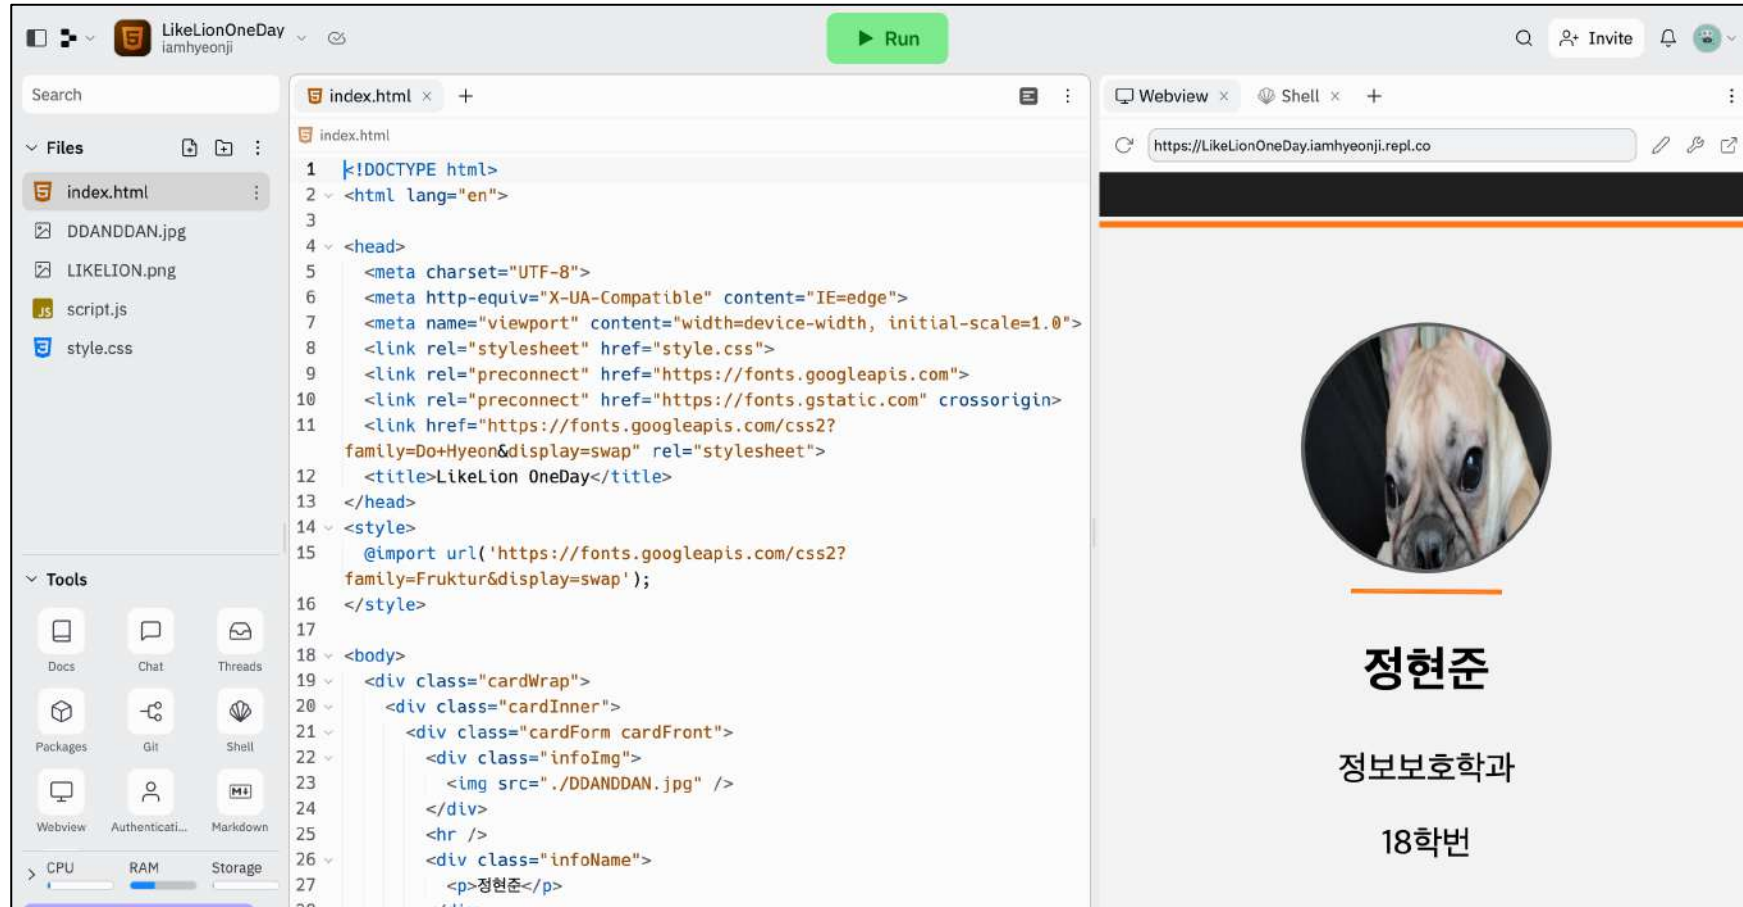 LikeLionOneDay
iamhyeonji
Run
Invite
Search
Files
index.html
DDANDDAN.jpg
LIKELION.png
script.js
style.css
Tools
Docs
Chat
Threads
Packages
Git
Shell
Webview
Authenticati...
Markdown
CPU
RAM
Storage
index.html
index.html
1 <!DOCTYPE html>
2 <html lang="en">
3
4 <head>
5 <meta charset="UTF-8">
6 <meta http-equiv="X-UA-Compatible" content="IE=edge">
7 <meta name="viewport" content="width=device-width, initial-scale=1.0">
8 <link rel="stylesheet" href="style.css">
9 <link rel="preconnect" href="https://fonts.googleapis.com">
10 <link rel="preconnect" href="https://fonts.gstatic.com" crossorigin>
11 <link href="https://fonts.googleapis.com/css2?
family=Do+Hyeon&display=swap" rel="stylesheet">
12 <title>LikeLion OneDay</title>
13 </head>
14 <style>
15 @import url('https://fonts.googleapis.com/css2?
family=Fruktur&display=swap');
16 </style>
17
18 <body>
19 <div class="cardWrap">
20 <div class="cardInner">
21 <div class="cardForm cardFront">
22 <div class="infoImg">
23 <img src="./DDANDDAN.jpg" />
24 </div>
25 <hr />
26 <div class="infoName">
27 <p>정현준</p>
Webview
Shell
https://LikeLionOneDay.iamhyeonji.repl.co
정현준
정보보호학과
18학번